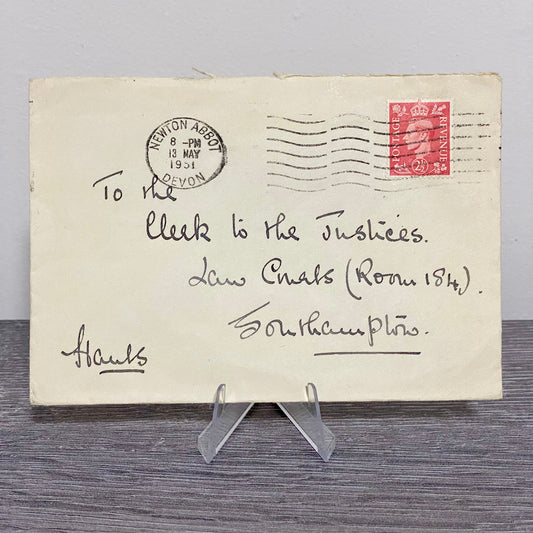 NEWTON ABBOT
8 - PM
13 MAY
1951
DEVON
POSTAGE REVENUE
2½D
To the
Clerk to the Justices.
Law Courts (Room 184).
Southampton.
Hants